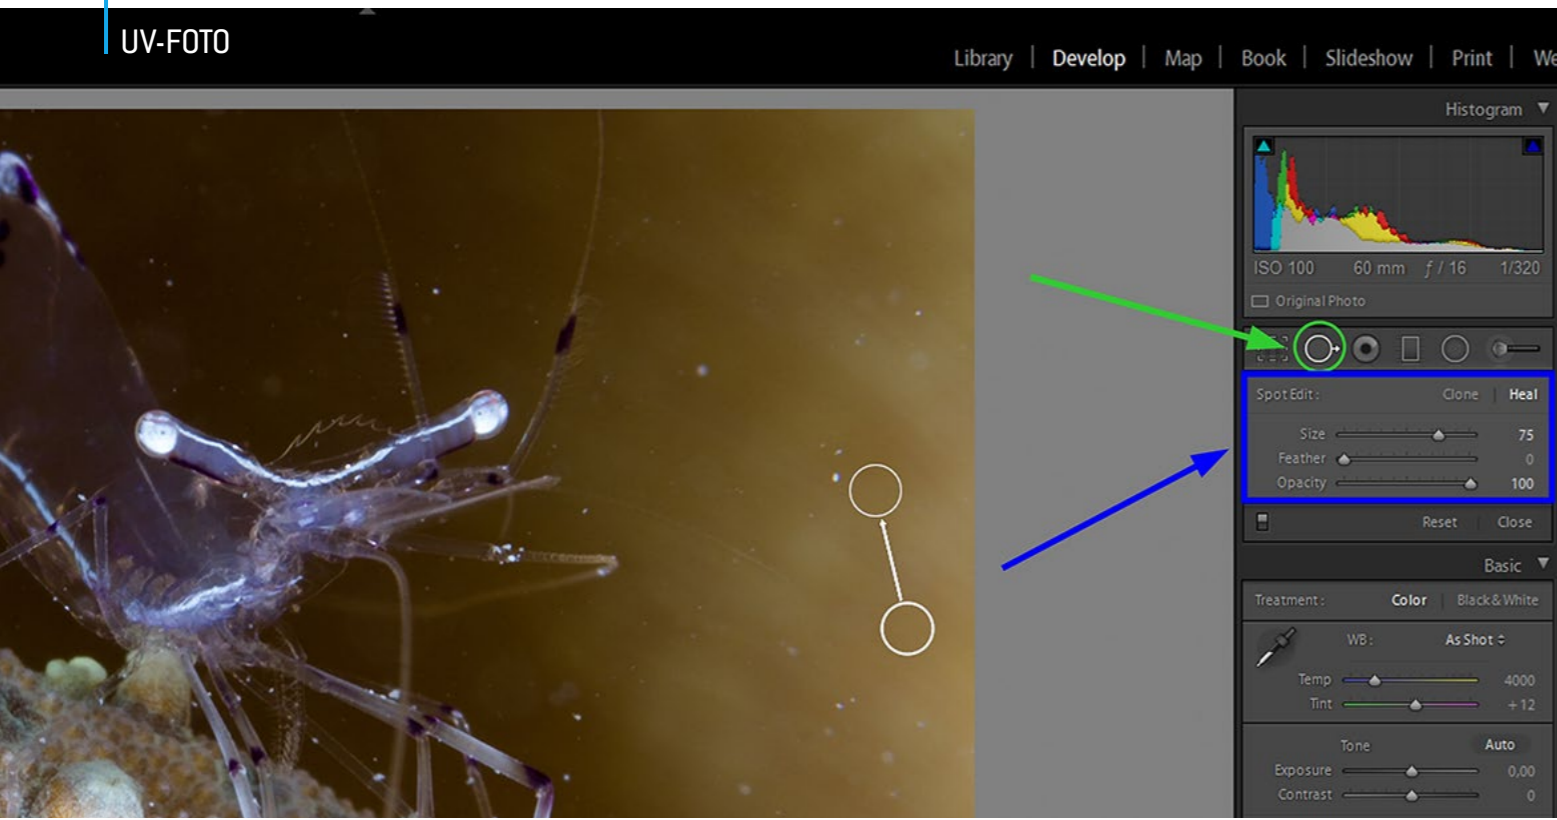 UV-FOTO
Library | Develop | Map | Book | Slideshow | Print | We
Histogram
ISO 100 60 mm ƒ / 16 1/320
Original Photo
Spot Edit : Clone | Heal
Size 75
Feather 0
Opacity 100
Reset | Close
Basic
Treatment : Color | Black & White
WB : As Shot
Temp 4000
Tint + 12
Tone Auto
Exposure 0,00
Contrast 0